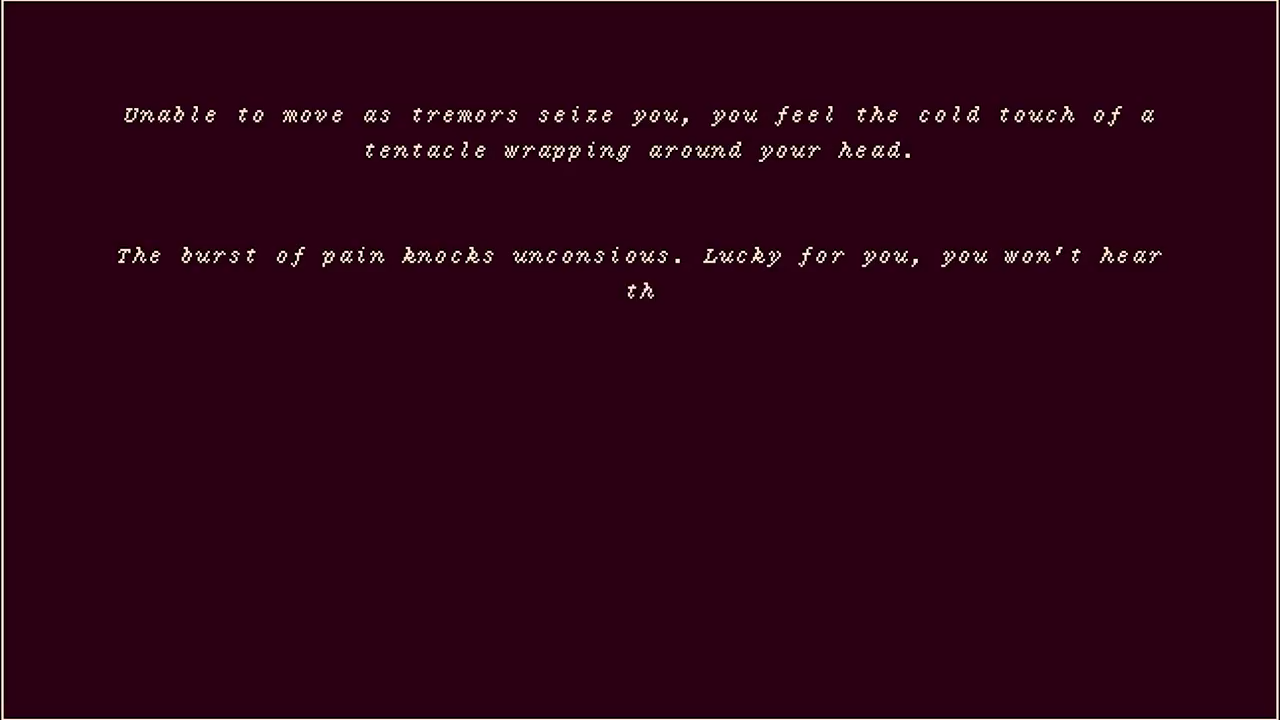 Unable to move as tremors seize you, you feel the cold touch of a
tentacle wrapping around your head.
The burst of pain knocks unconsious. Lucky for you, you won't hear
th